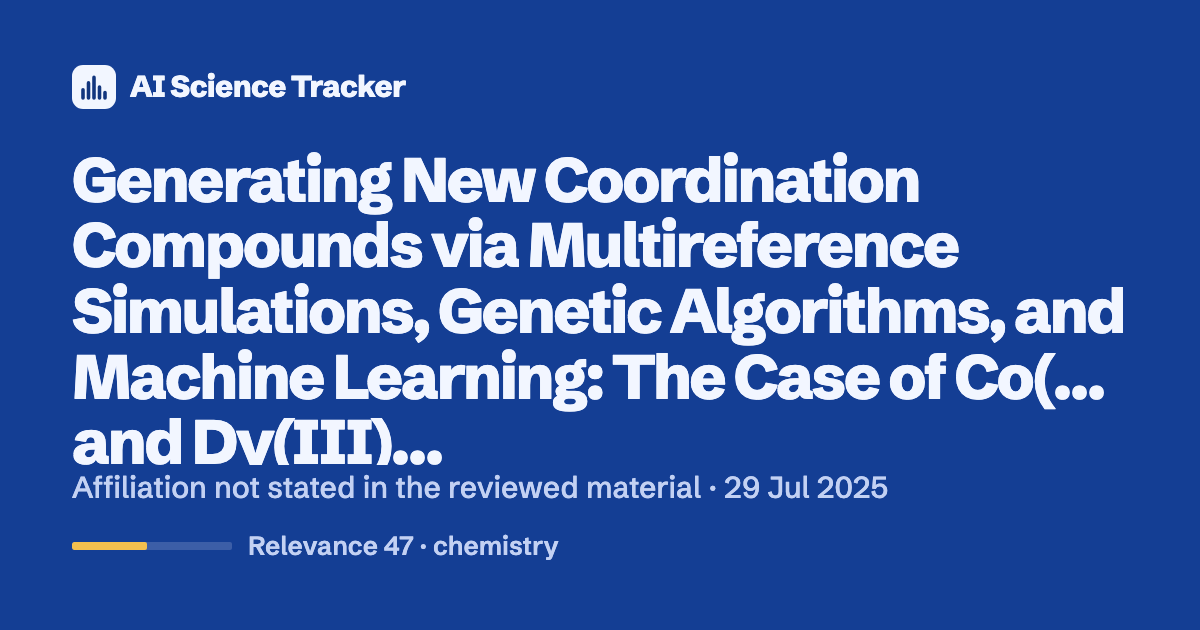 AI Science Tracker
Generating New Coordination
Compounds via Multireference
Simulations, Genetic Algorithms, and
Machine Learning: The Case of Co(...
and Dv(III)...
Affiliation not stated in the reviewed material · 29 Jul 2025
Relevance 47 · chemistry